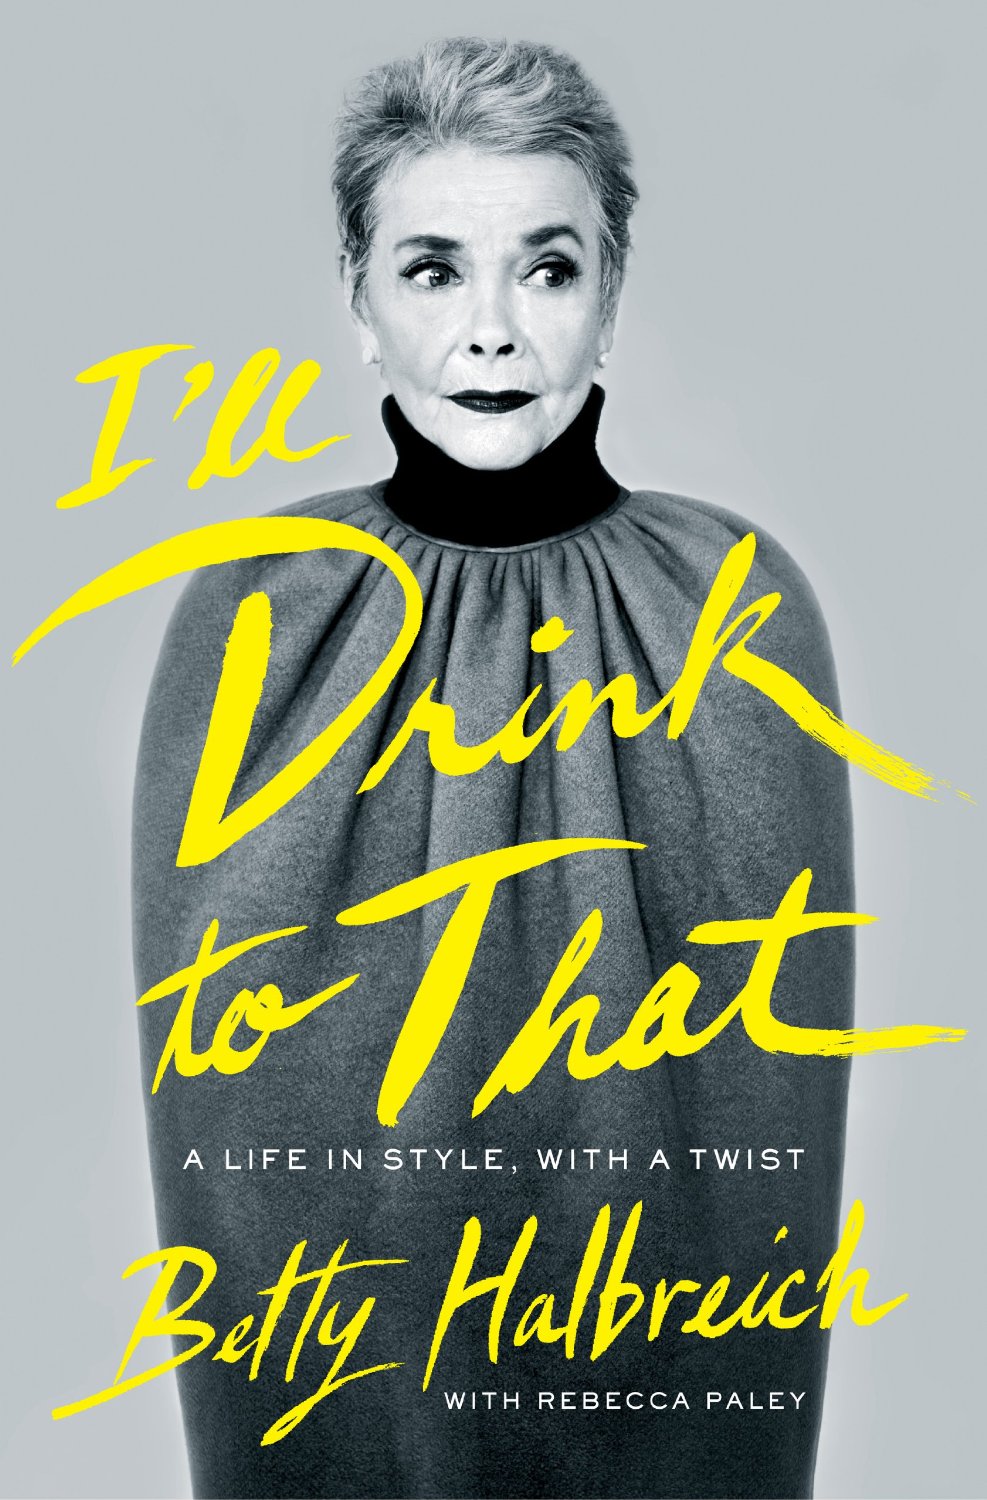 I'll
Drink
to That
A LIFE IN STYLE, WITH A TWIST
Betty Halbreich
WITH REBECCA PALEY